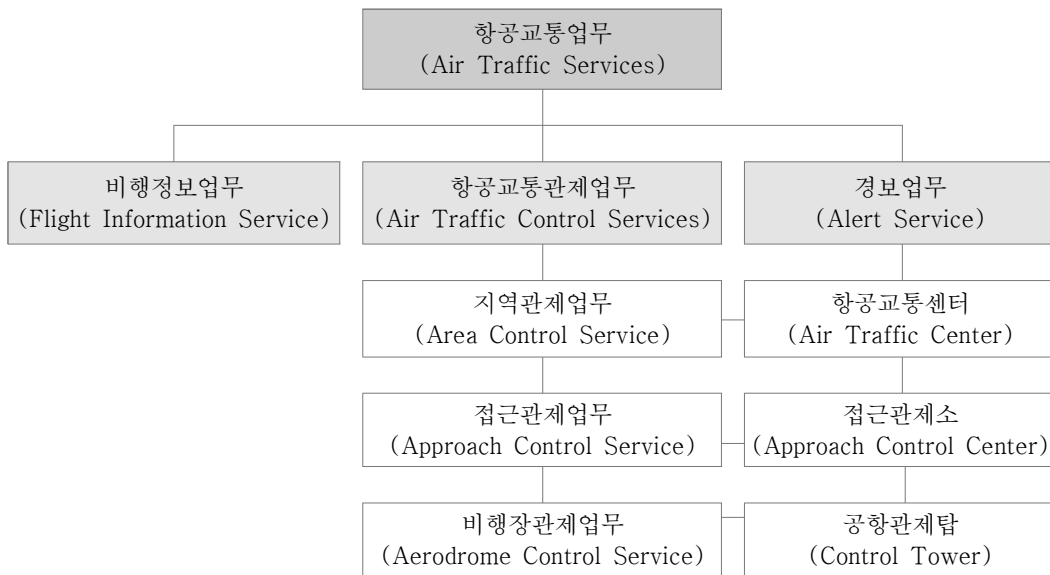 항공교통업무
(Air Traffic Services)
비행정보업무
(Flight Information Service)
항공교통관제업무
(Air Traffic Control Services)
경보업무
(Alert Service)
지역관제업무
(Area Control Service)
항공교통센터
(Air Traffic Center)
접근관제업무
(Approach Control Service)
접근관제소
(Approach Control Center)
비행장관제업무
(Aerodrome Control Service)
공항관제탑
(Control Tower)